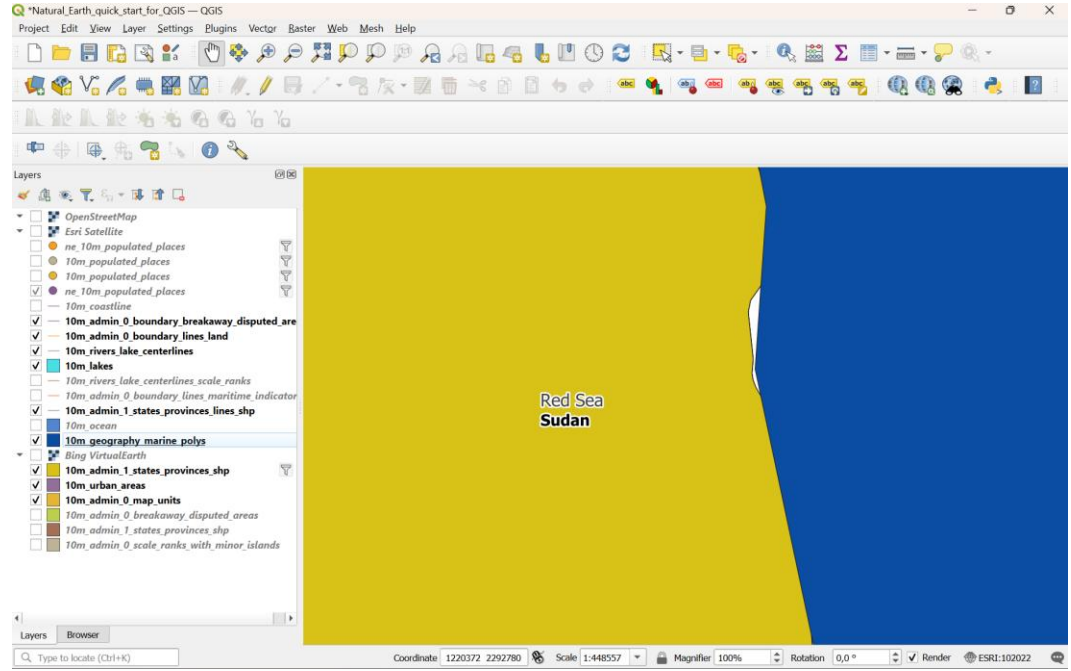 *Natural_Earth_quick_start_for_QGIS — QGIS
Project Edit View Layer Settings Plugins Vector Raster Web Mesh Help
Layers
OpenStreetMap
Esri Satellite
ne_10m_populated_places
10m_populated_places
10m_populated_places
ne_10m_populated_places
10m_coastline
10m_admin_0_boundary_breakaway_disputed_are
10m_admin_0_boundary_lines_land
10m_rivers_lake_centerlines
10m_lakes
10m_rivers_lake_centerlines_scale_ranks
10m_admin_0_boundary_lines_maritime_indicator
10m_admin_1_states_provinces_lines_shp
10m_ocean
10m_geography_marine_polys
Bing VirtualEarth
10m_admin_1_states_provinces_shp
10m_urban_areas
10m_admin_0_map_units
10m_admin_0_breakaway_disputed_areas
10m_admin_1_states_provinces_shp
10m_admin_0_scale_ranks_with_minor_islands
Red Sea
Sudan
Layers Browser
Type to locate (Ctrl+K) Coordinate 1220372 2292780 Scale 1:448557 Magnifier 100% Rotation 0,0 ° Render ESRI:102022